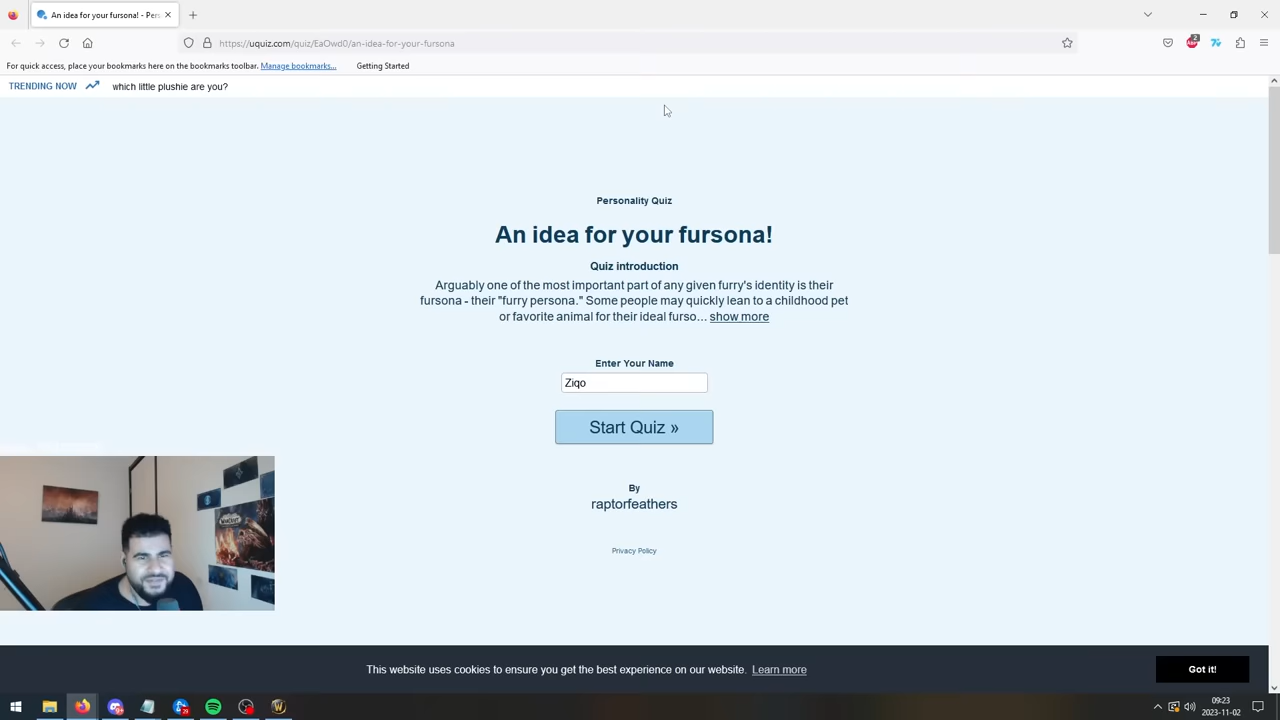 An idea for your fursona! - Pers
https://uquiz.com/quiz/EaOwd0/an-idea-for-your-fursona
2
For quick access, place your bookmarks here on the bookmarks toolbar. Manage bookmarks... Getting Started
TRENDING NOW which little plushie are you?
Personality Quiz
An idea for your fursona!
Quiz introduction
Arguably one of the most important part of any given furry's identity is their
fursona - their "furry persona." Some people may quickly lean to a childhood pet
or favorite animal for their ideal furso... show more
Enter Your Name
Ziqo
Start Quiz »
By
raptorfeathers
WARCRAFT
Privacy Policy
This website uses cookies to ensure you get the best experience on our website. Learn more
Got it!
09:23
2023-11-02